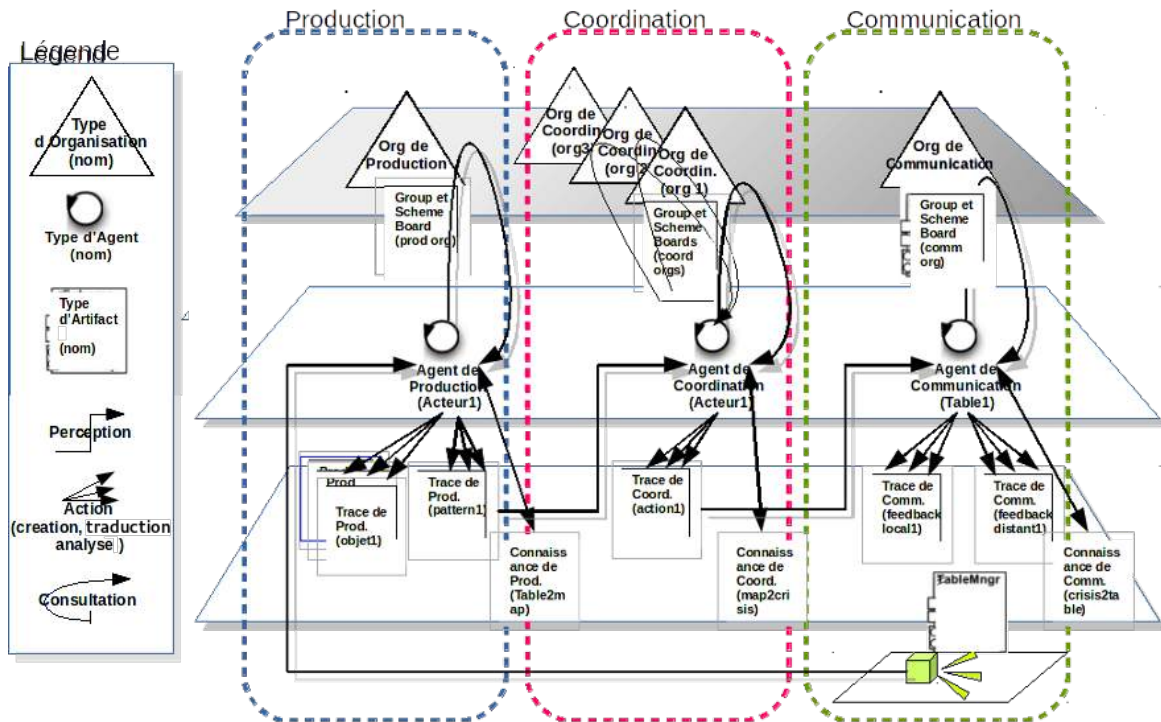 Production
Coordination
Communication
Légende
Type
d'Organisation
(nom)
Type d'Agent
(nom)
Type
d'Artifact
(nom)
Perception
Action
(creation, traduction
analyse )
Consultation
Org de
Production
Group et
Scheme
Board
(prod org)
Org de
Coordin.
(org3)
Org de
Coordin.
(org 2
Org de
Coordin.
(org 1)
Group et
Scheme
Boards
(coord
orgs)
Org de
Communication
Group et
Scheme
Board
(comm
org)
Agent de
Production
(Acteur1)
Agent de
Coordination
(Acteur1)
Agent de
Communication
(Table1)
Prod
Trace de
Prod.
(objet1)
Trace de
Prod.
(pattern1)
Connaiss
ance de
Prod.
(Table2m
ap)
Trace de
Coord.
(action1)
Connaiss
ance de
Coord.
(map2cri
sis)
Trace de
Comm.
(feedback
local1)
Trace de
Comm.
(feedback
distant1)
Connaiss
ance de
Comm.
(crisis2ta
ble)
TableMngr